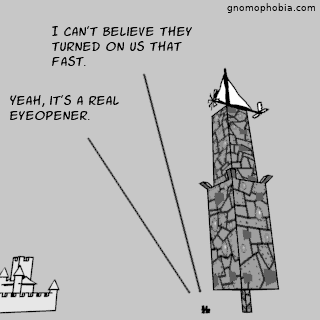 gnomophobia.com
I CAN'T BELIEVE THEY
TURNED ON US THAT
FAST.
YEAH, IT'S A REAL
EYEOPENER.